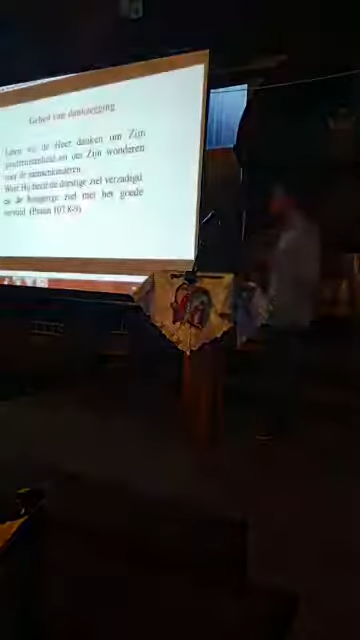 Gebed van dankzegging
Laten wij de Heer danken om Zijn
goedertierenheid en om Zijn wonderen
voor de mensenkinderen.
Want Hij heeft de dorstige ziel verzadigd
en de hongerige ziel met het goede
vervuld. (Psalm 107:8-9)